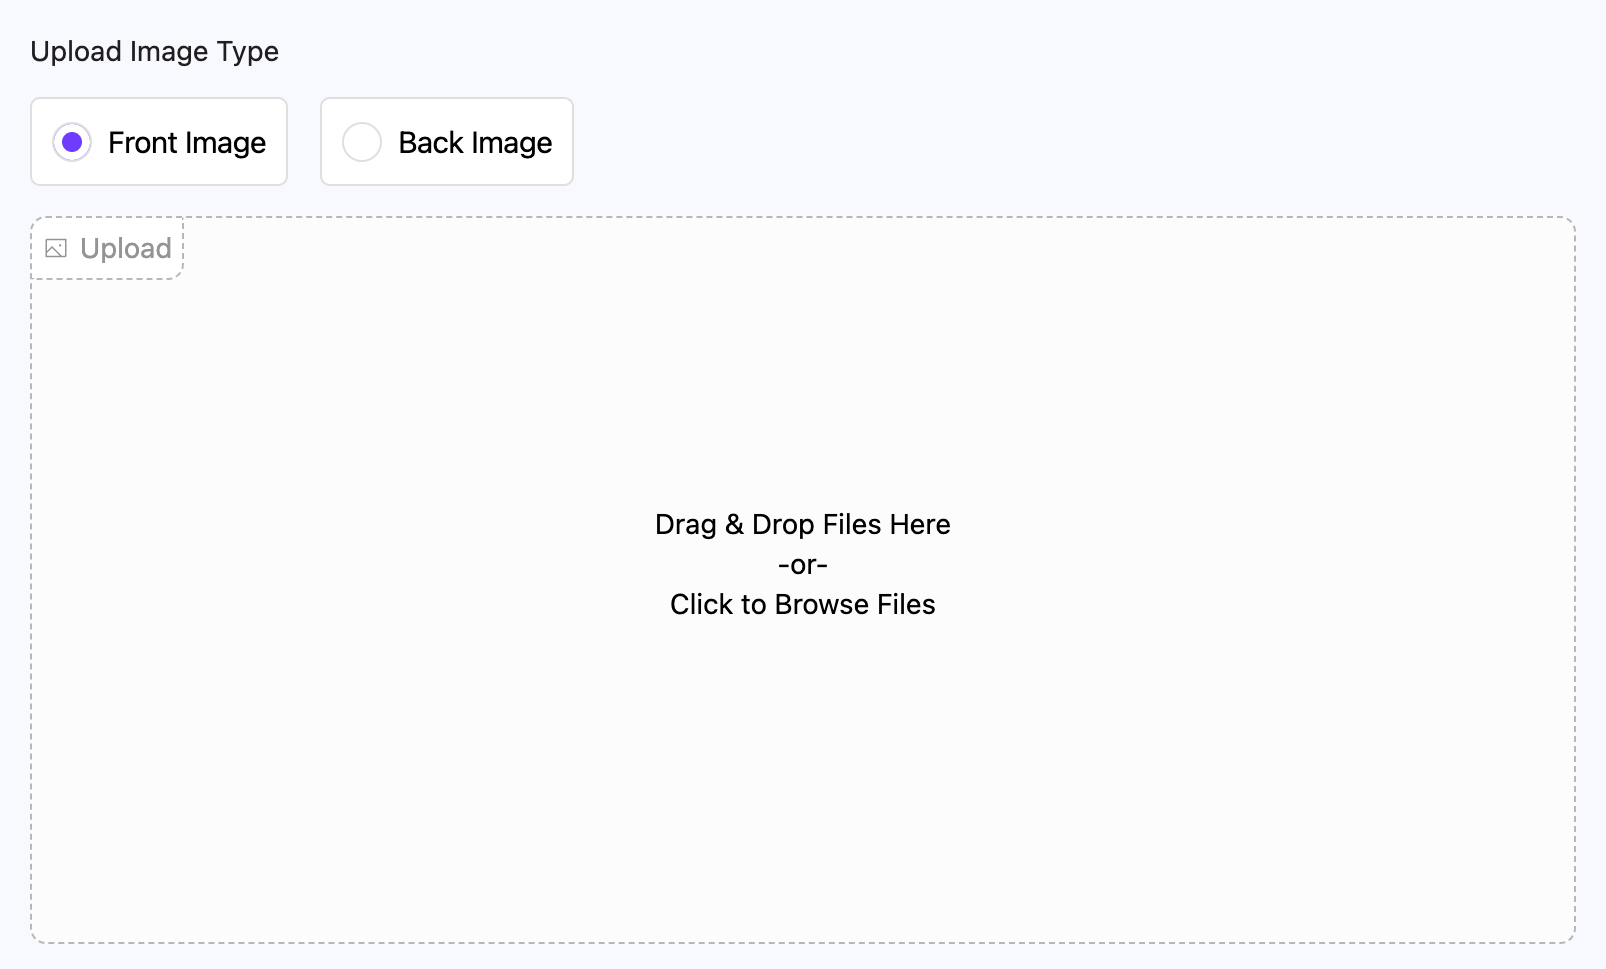 Upload Image Type
Front Image
Back Image
Upload
Drag & Drop Files Here
-or-
Click to Browse Files